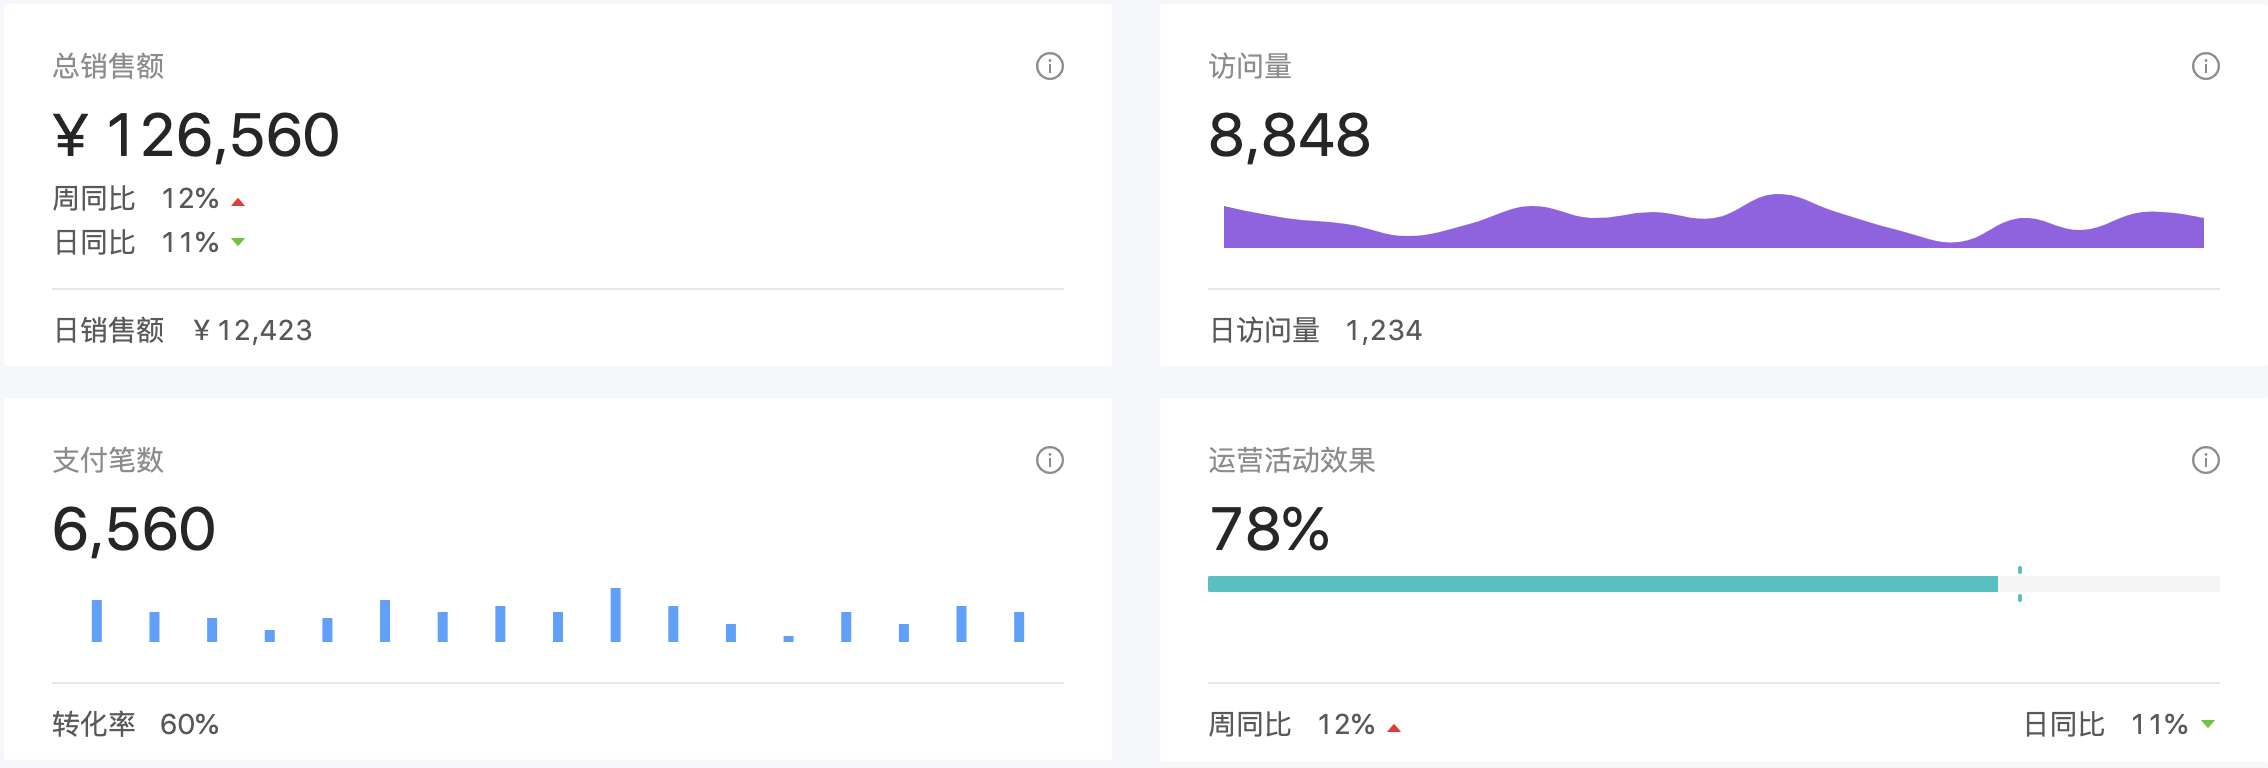 总销售额
¥ 126,560
周同比 12%
日同比 11%
日销售额 ¥ 12,423
访问量
8,848
日访问量 1,234
支付笔数
6,560
转化率 60%
运营活动效果
78%
周同比 12%
日同比 11%